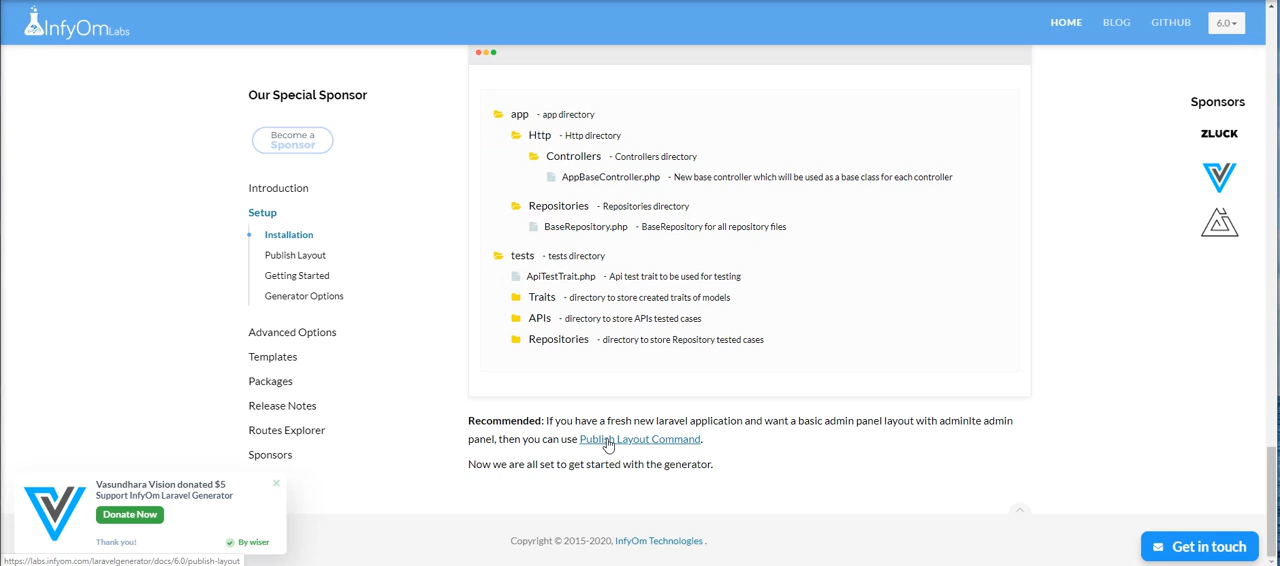 InfyOm Labs
HOME BLOG GITHUB 6.0
Our Special Sponsor
Become a
Sponsor
Introduction
Setup
Installation
Publish Layout
Getting Started
Generator Options
Advanced Options
Templates
Packages
Release Notes
Routes Explorer
Sponsors
app - app directory
Http - Http directory
Controllers - Controllers directory
AppBaseController.php - New base controller which will be used as a base class for each controller
Repositories - Repositories directory
BaseRepository.php - BaseRepository for all repository files
tests - tests directory
ApiTestTrait.php - Api test trait to be used for testing
Traits - directory to store created traits of models
APIs - directory to store APIs tested cases
Repositories - directory to store Repository tested cases
Recommended: If you have a fresh new laravel application and want a basic admin panel layout with adminlte admin
panel, then you can use Publish Layout Command.
Now we are all set to get started with the generator.
Sponsors
ZLUCK
Vasundhara Vision donated $5
Support InfyOm Laravel Generator
Donate Now
Thank you! By wiser
Copyright © 2015-2020, InfyOm Technologies .
Get in touch
https://labs.infyom.com/laravelgenerator/docs/6.0/publish-layout